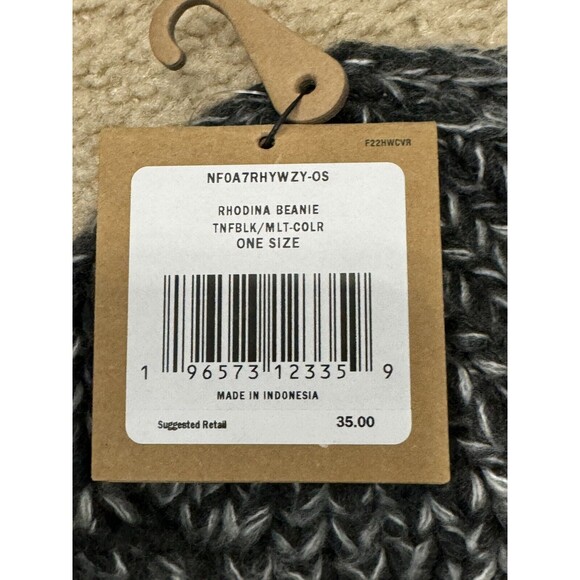 F22HWCVR
NF0A7RHYWZY-OS
RHODINA BEANIE
TNFBLK/MLT-COLR
ONE SIZE
1 96573 12335 9
MADE IN INDONESIA
Suggested Retail 35.00